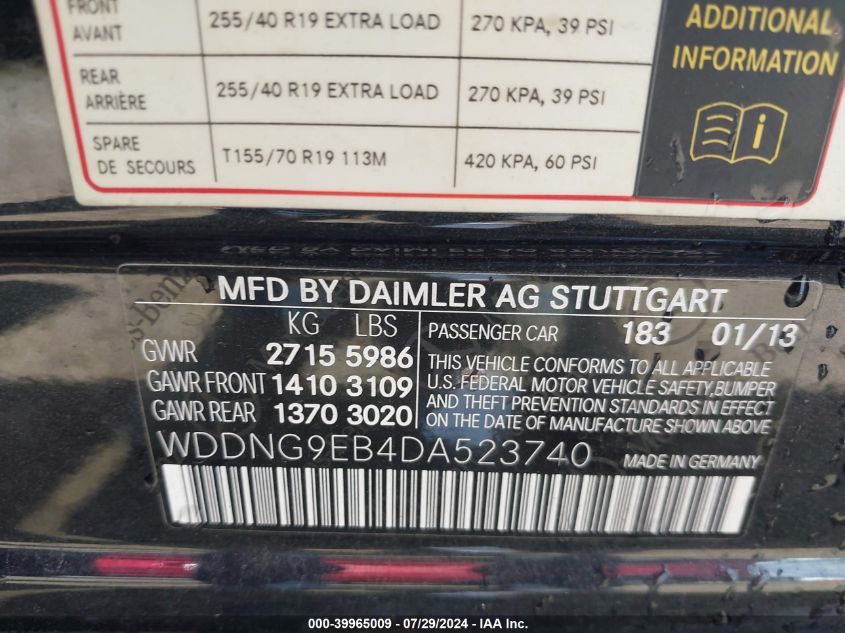 FRONT
AVANT
255/40 R19 EXTRA LOAD
270 KPA, 39 PSI
REAR
ARRIÈRE
255/40 R19 EXTRA LOAD
270 KPA, 39 PSI
SPARE
DE SECOURS
T155/70 R19 113M
420 KPA, 60 PSI
ADDITIONAL
INFORMATION
MFD BY DAIMLER AG STUTTGART
KG LBS
GVWR 2715 5986
GAWR FRONT 1410 3109
GAWR REAR 1370 3020
PASSENGER CAR 183 01/13
THIS VEHICLE CONFORMS TO ALL APPLICABLE
U.S. FEDERAL MOTOR VEHICLE SAFETY,BUMPER
AND THEFT PREVENTION STANDARDS IN EFFECT
ON THE DATE OF MANUFACTURE SHOWN ABOVE.
WDDNG9EB4DA523740 MADE IN GERMANY
000-39965009 - 07/29/2024 - IAAI.com